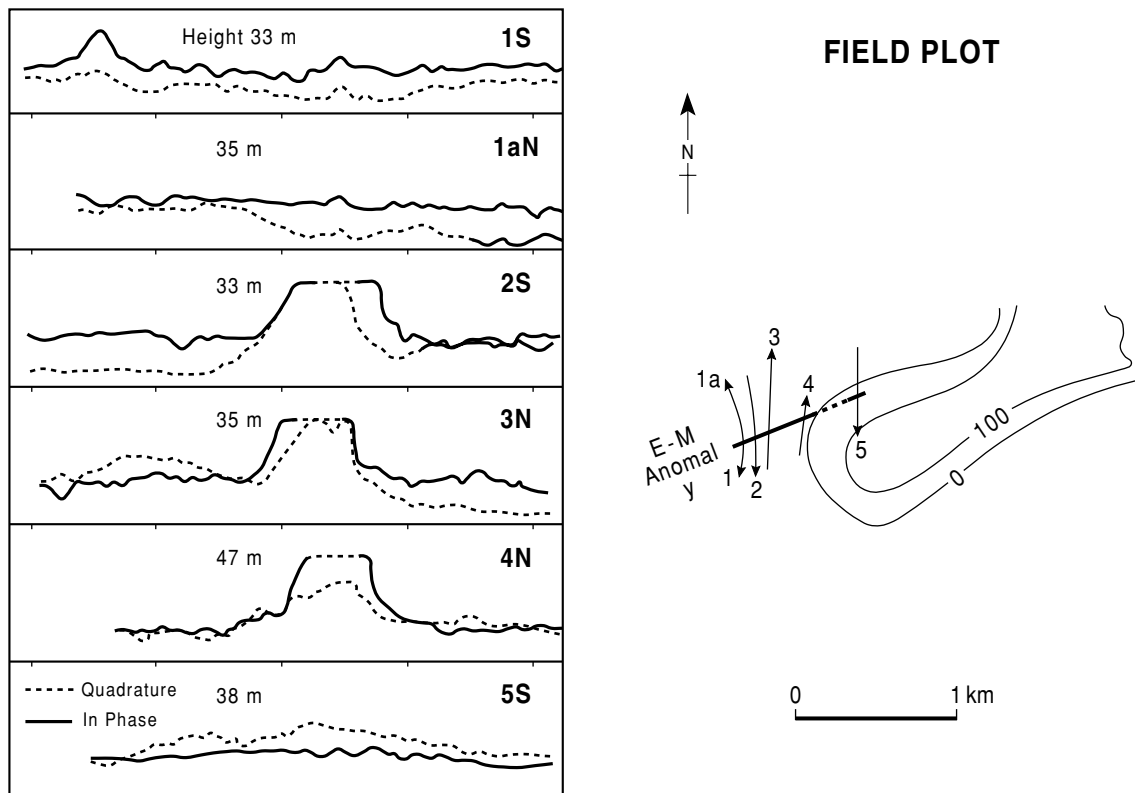 Height 33 m
1S
35 m
1aN
33 m
2S
35 m
3N
47 m
4N
Quadrature
In Phase
38 m
5S
FIELD PLOT
N
3
1a
4
E-M
Anomal
y
1
2
5
100
0
0
1 km